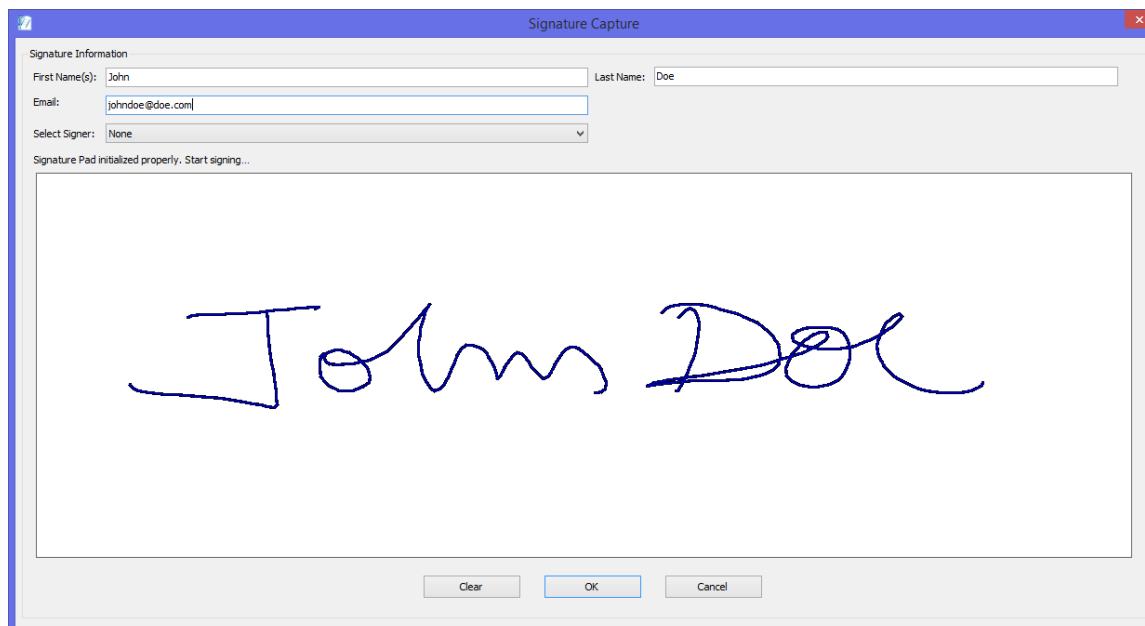 Signature Capture
Signature Information
First Name(s): John Last Name: Doe
Email: johndoe@doe.com
Select Signer: None
Signature Pad initialized properly. Start signing...
John Doe
Clear OK Cancel